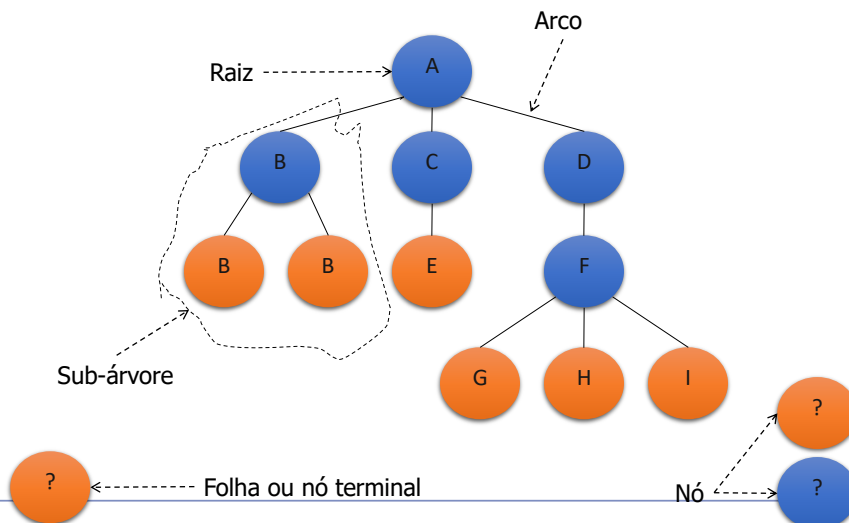 Arco
Raiz
A
B
C
D
B
B
E
F
Sub-árvore
G
H
I
?
?
Folha ou nó terminal
Nó
?